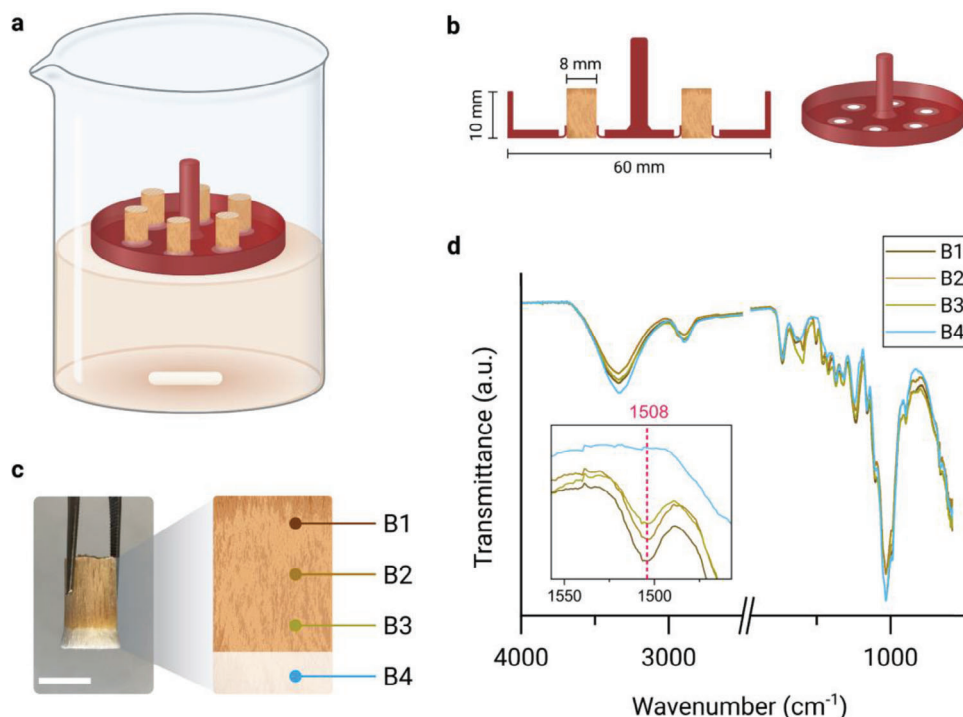 a
b
8 mm
10 mm
60 mm
c
B1
B2
B3
B4
d
B1
B2
B3
B4
1508
1550
1500
Transmittance (a.u.)
4000
3000
1000
Wavenumber (cm⁻¹)